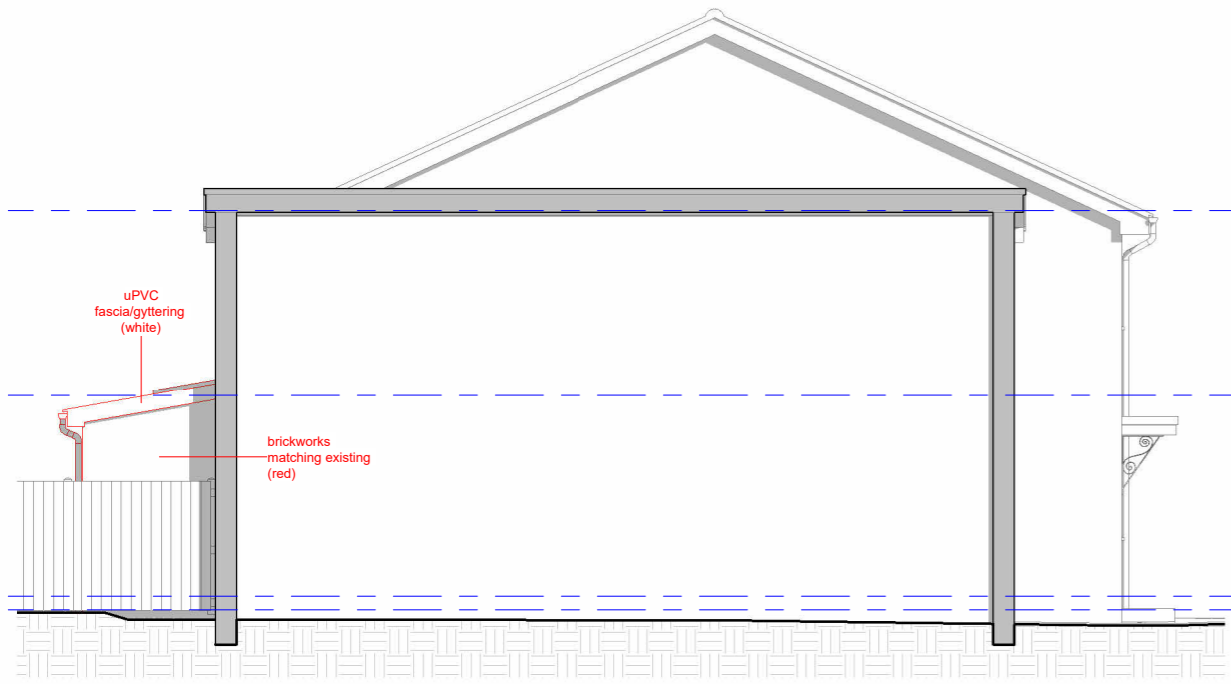 uPVC
fascia/gyttering
(white)
brickworks
matching existing
(red)